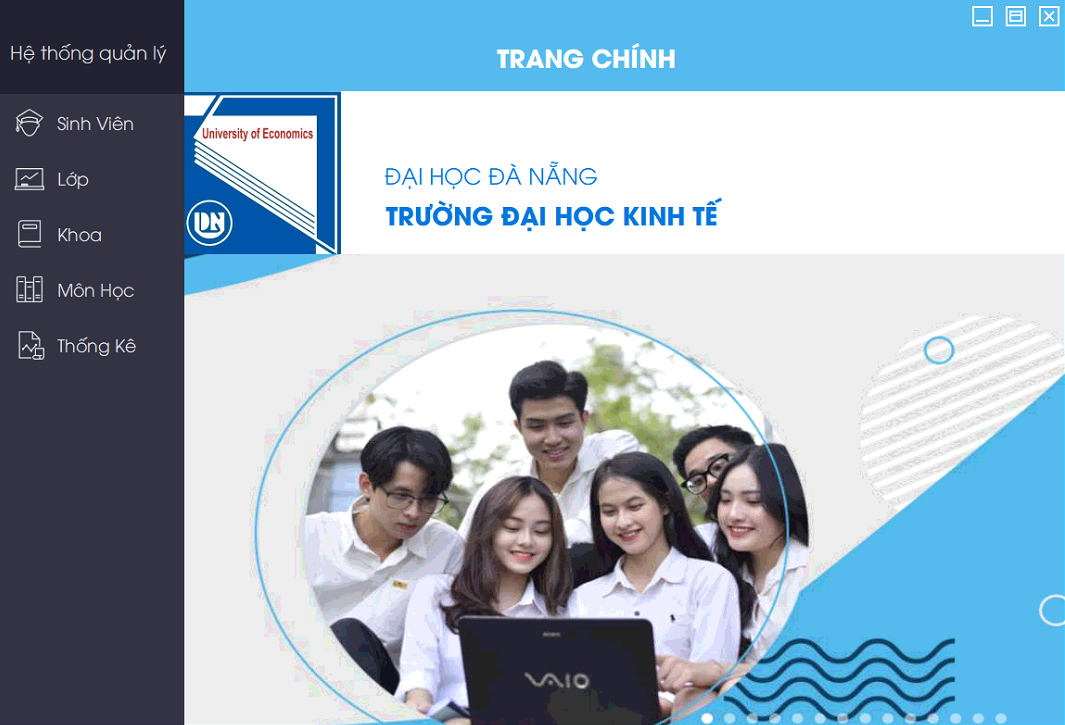 Hệ thống quản lý
Sinh Viên
Lớp
Khoa
Môn Học
Thống Kê
TRANG CHÍNH
University of Economics
DN
ĐẠI HỌC ĐÀ NẴNG
TRƯỜNG ĐẠI HỌC KINH TẾ
VAIO